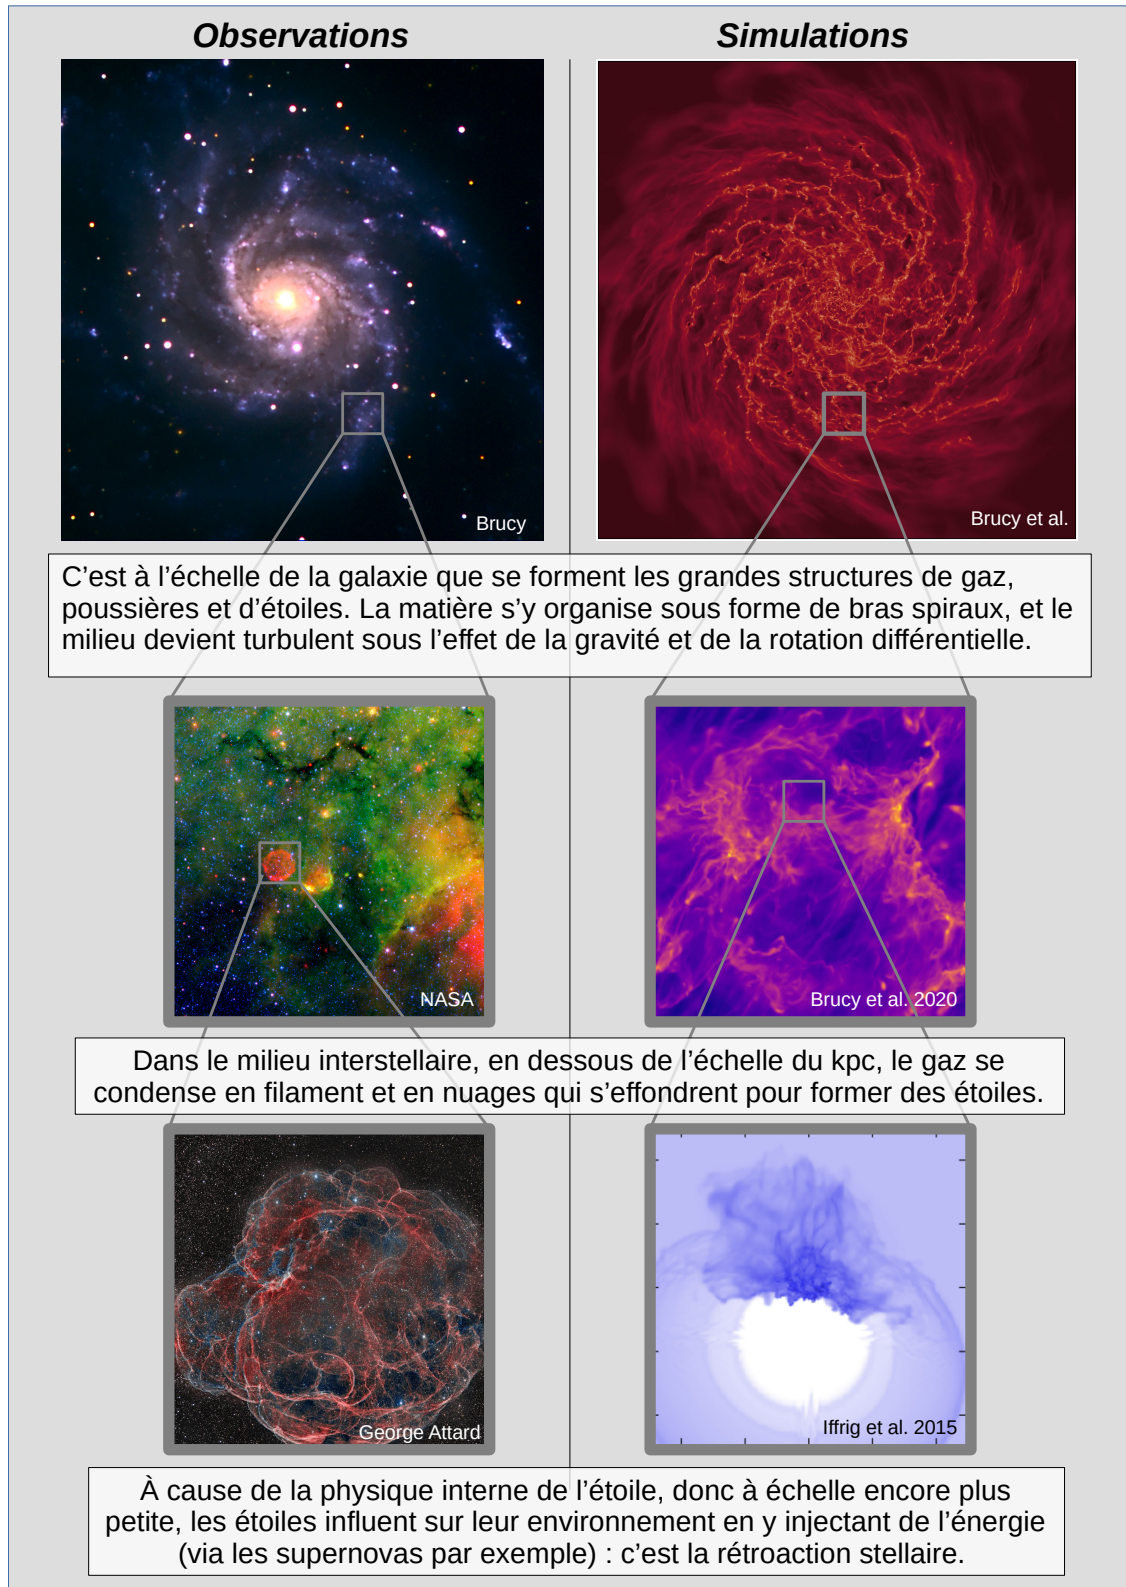 Observations
Simulations
Brucy
Brucy et al.
C’est à l’échelle de la galaxie que se forment les grandes structures de gaz,
poussières et d’étoiles. La matière s’y organise sous forme de bras spiraux, et le
milieu devient turbulent sous l’effet de la gravité et de la rotation différentielle.
NASA
Brucy et al. 2020
Dans le milieu interstellaire, en dessous de l’échelle du kpc, le gaz se
condense en filament et en nuages qui s’effondrent pour former des étoiles.
George Attard
Iffrig et al. 2015
À cause de la physique interne de l’étoile, donc à échelle encore plus
petite, les étoiles influent sur leur environnement en y injectant de l’énergie
(via les supernovas par exemple) : c’est la rétroaction stellaire.